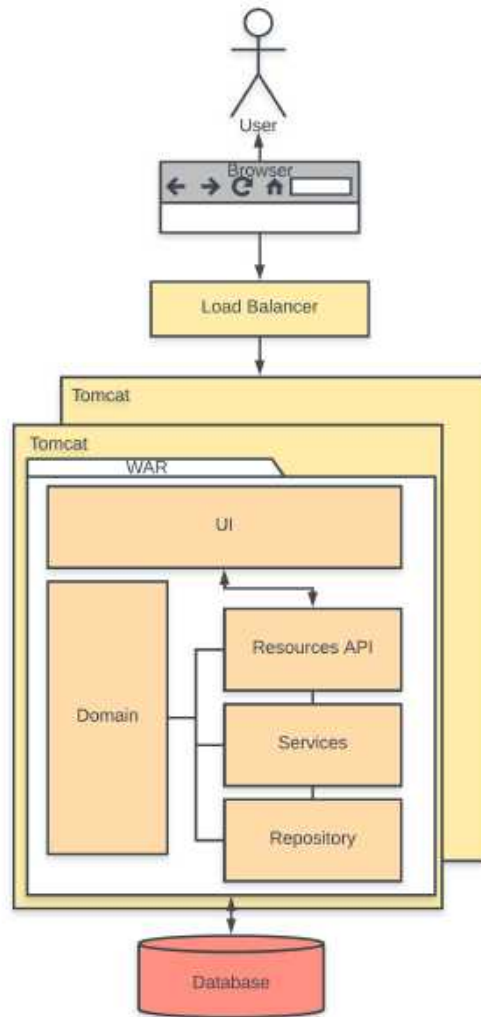 User
Browser
Load Balancer
Tomcat
Tomcat
WAR
UI
Domain
Resources API
Services
Repository
Database